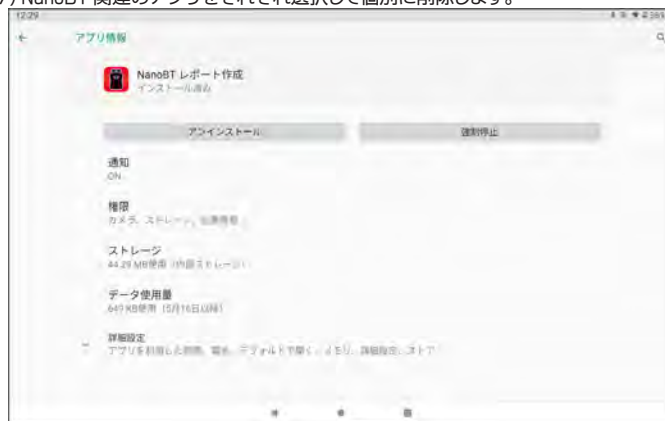 7) NanoBT 関連のアプリをそれぞれ選択して個別に削除します。
12:29
アプリ情報
NanoBT レポート作成
インストール済み
アンインストール
強制停止
通知
ON
権限
カメラ、ストレージ、位置情報
ストレージ
44.29 MB使用（内部ストレージ）
データ使用量
649 KB使用（5月16日以降）
詳細設定
アプリを利用した時間、電池、デフォルトで開く、メモリ、詳細設定、ストア